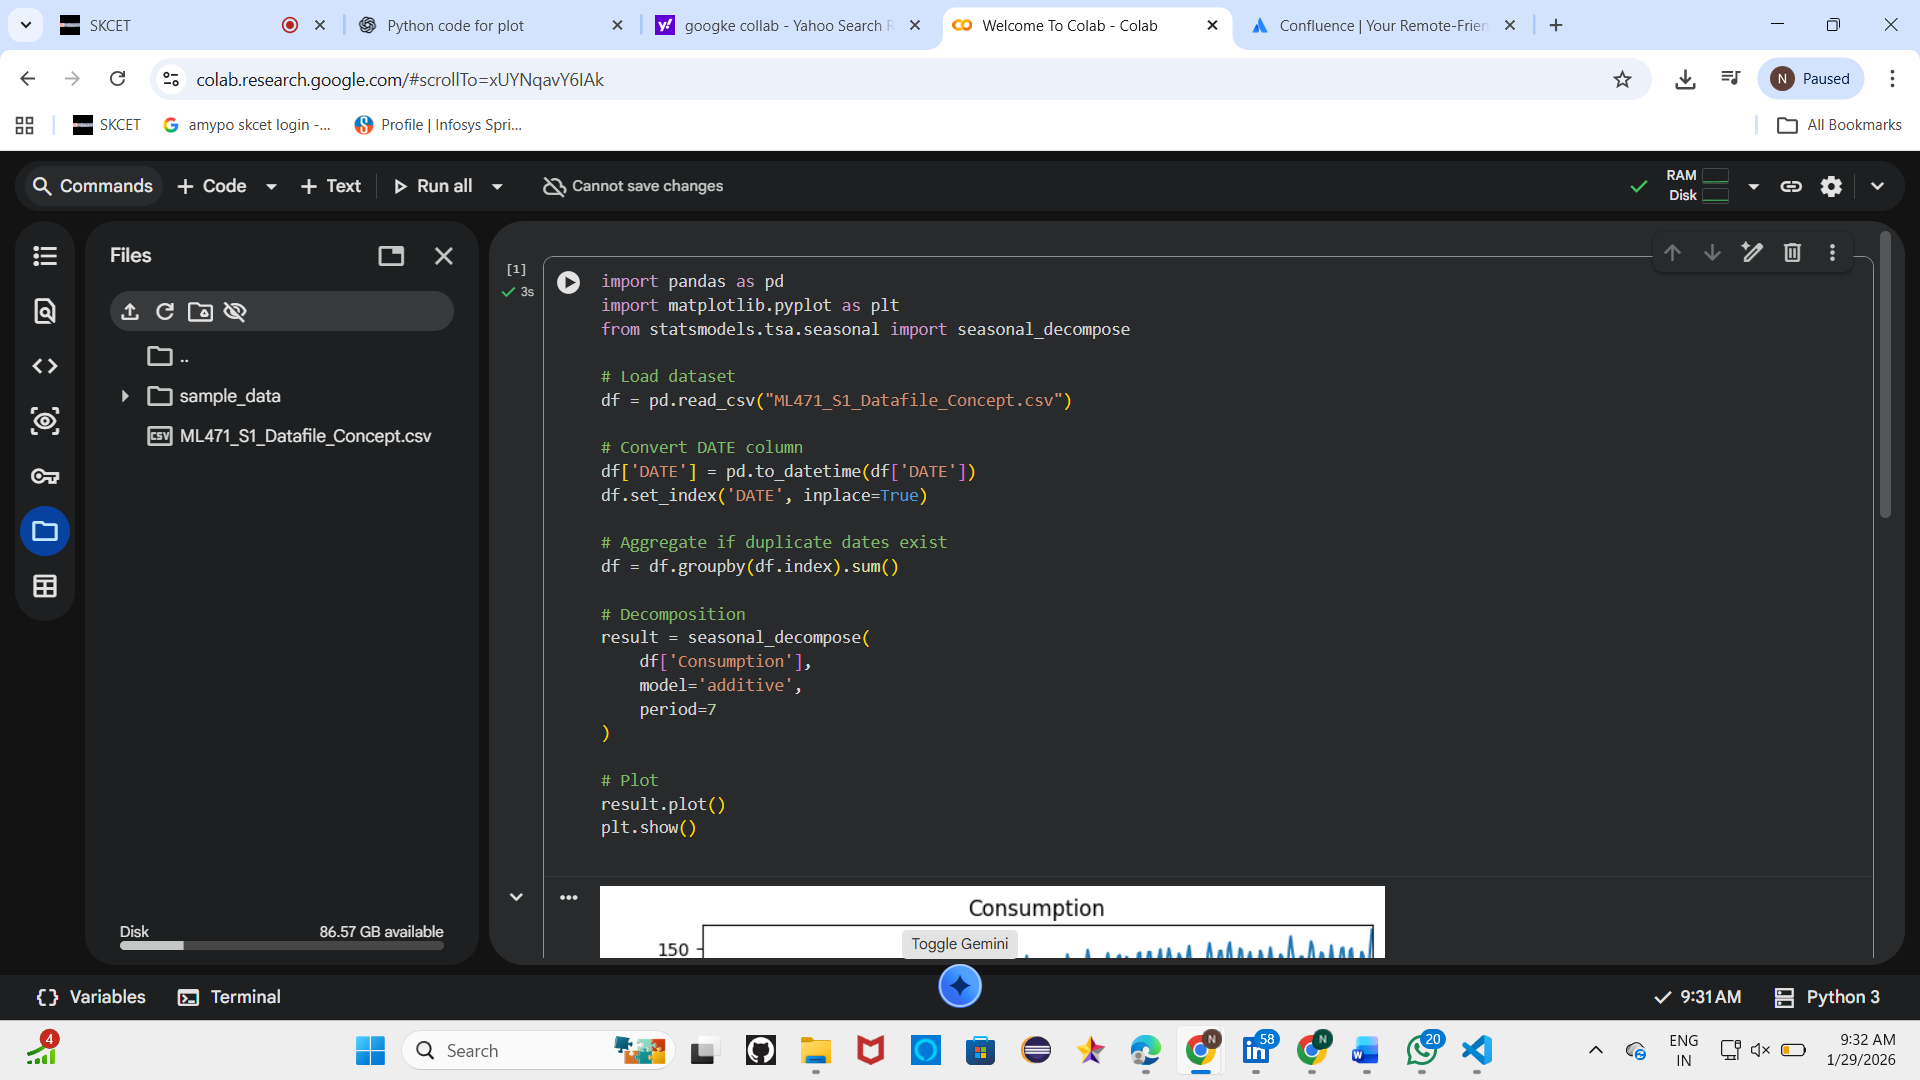 SKCET
Python code for plot
googke collab - Yahoo Search R
Welcome To Colab - Colab
Confluence | Your Remote-Frien
colab.research.google.com/#scrollTo=xUYNqavY6IAk
N Paused
SKCET
amypo skcet login -...
Profile | Infosys Spri...
All Bookmarks
Commands
+ Code
+ Text
Run all
Cannot save changes
RAM
Disk
Files
..
sample_data
CSV ML471_S1_Datafile_Concept.csv
Disk
86.57 GB available
[1]
3s
import pandas as pd
import matplotlib.pyplot as plt
from statsmodels.tsa.seasonal import seasonal_decompose
# Load dataset
df = pd.read_csv("ML471_S1_Datafile_Concept.csv")
# Convert DATE column
df['DATE'] = pd.to_datetime(df['DATE'])
df.set_index('DATE', inplace=True)
# Aggregate if duplicate dates exist
df = df.groupby(df.index).sum()
# Decomposition
result = seasonal_decompose(
df['Consumption'],
model='additive',
period=7
)
# Plot
result.plot()
plt.show()
Consumption
150
Toggle Gemini
Variables
Terminal
9:31 AM
Python 3
4
Search
N
58
N
20
ENG
IN
9:32 AM
1/29/2026